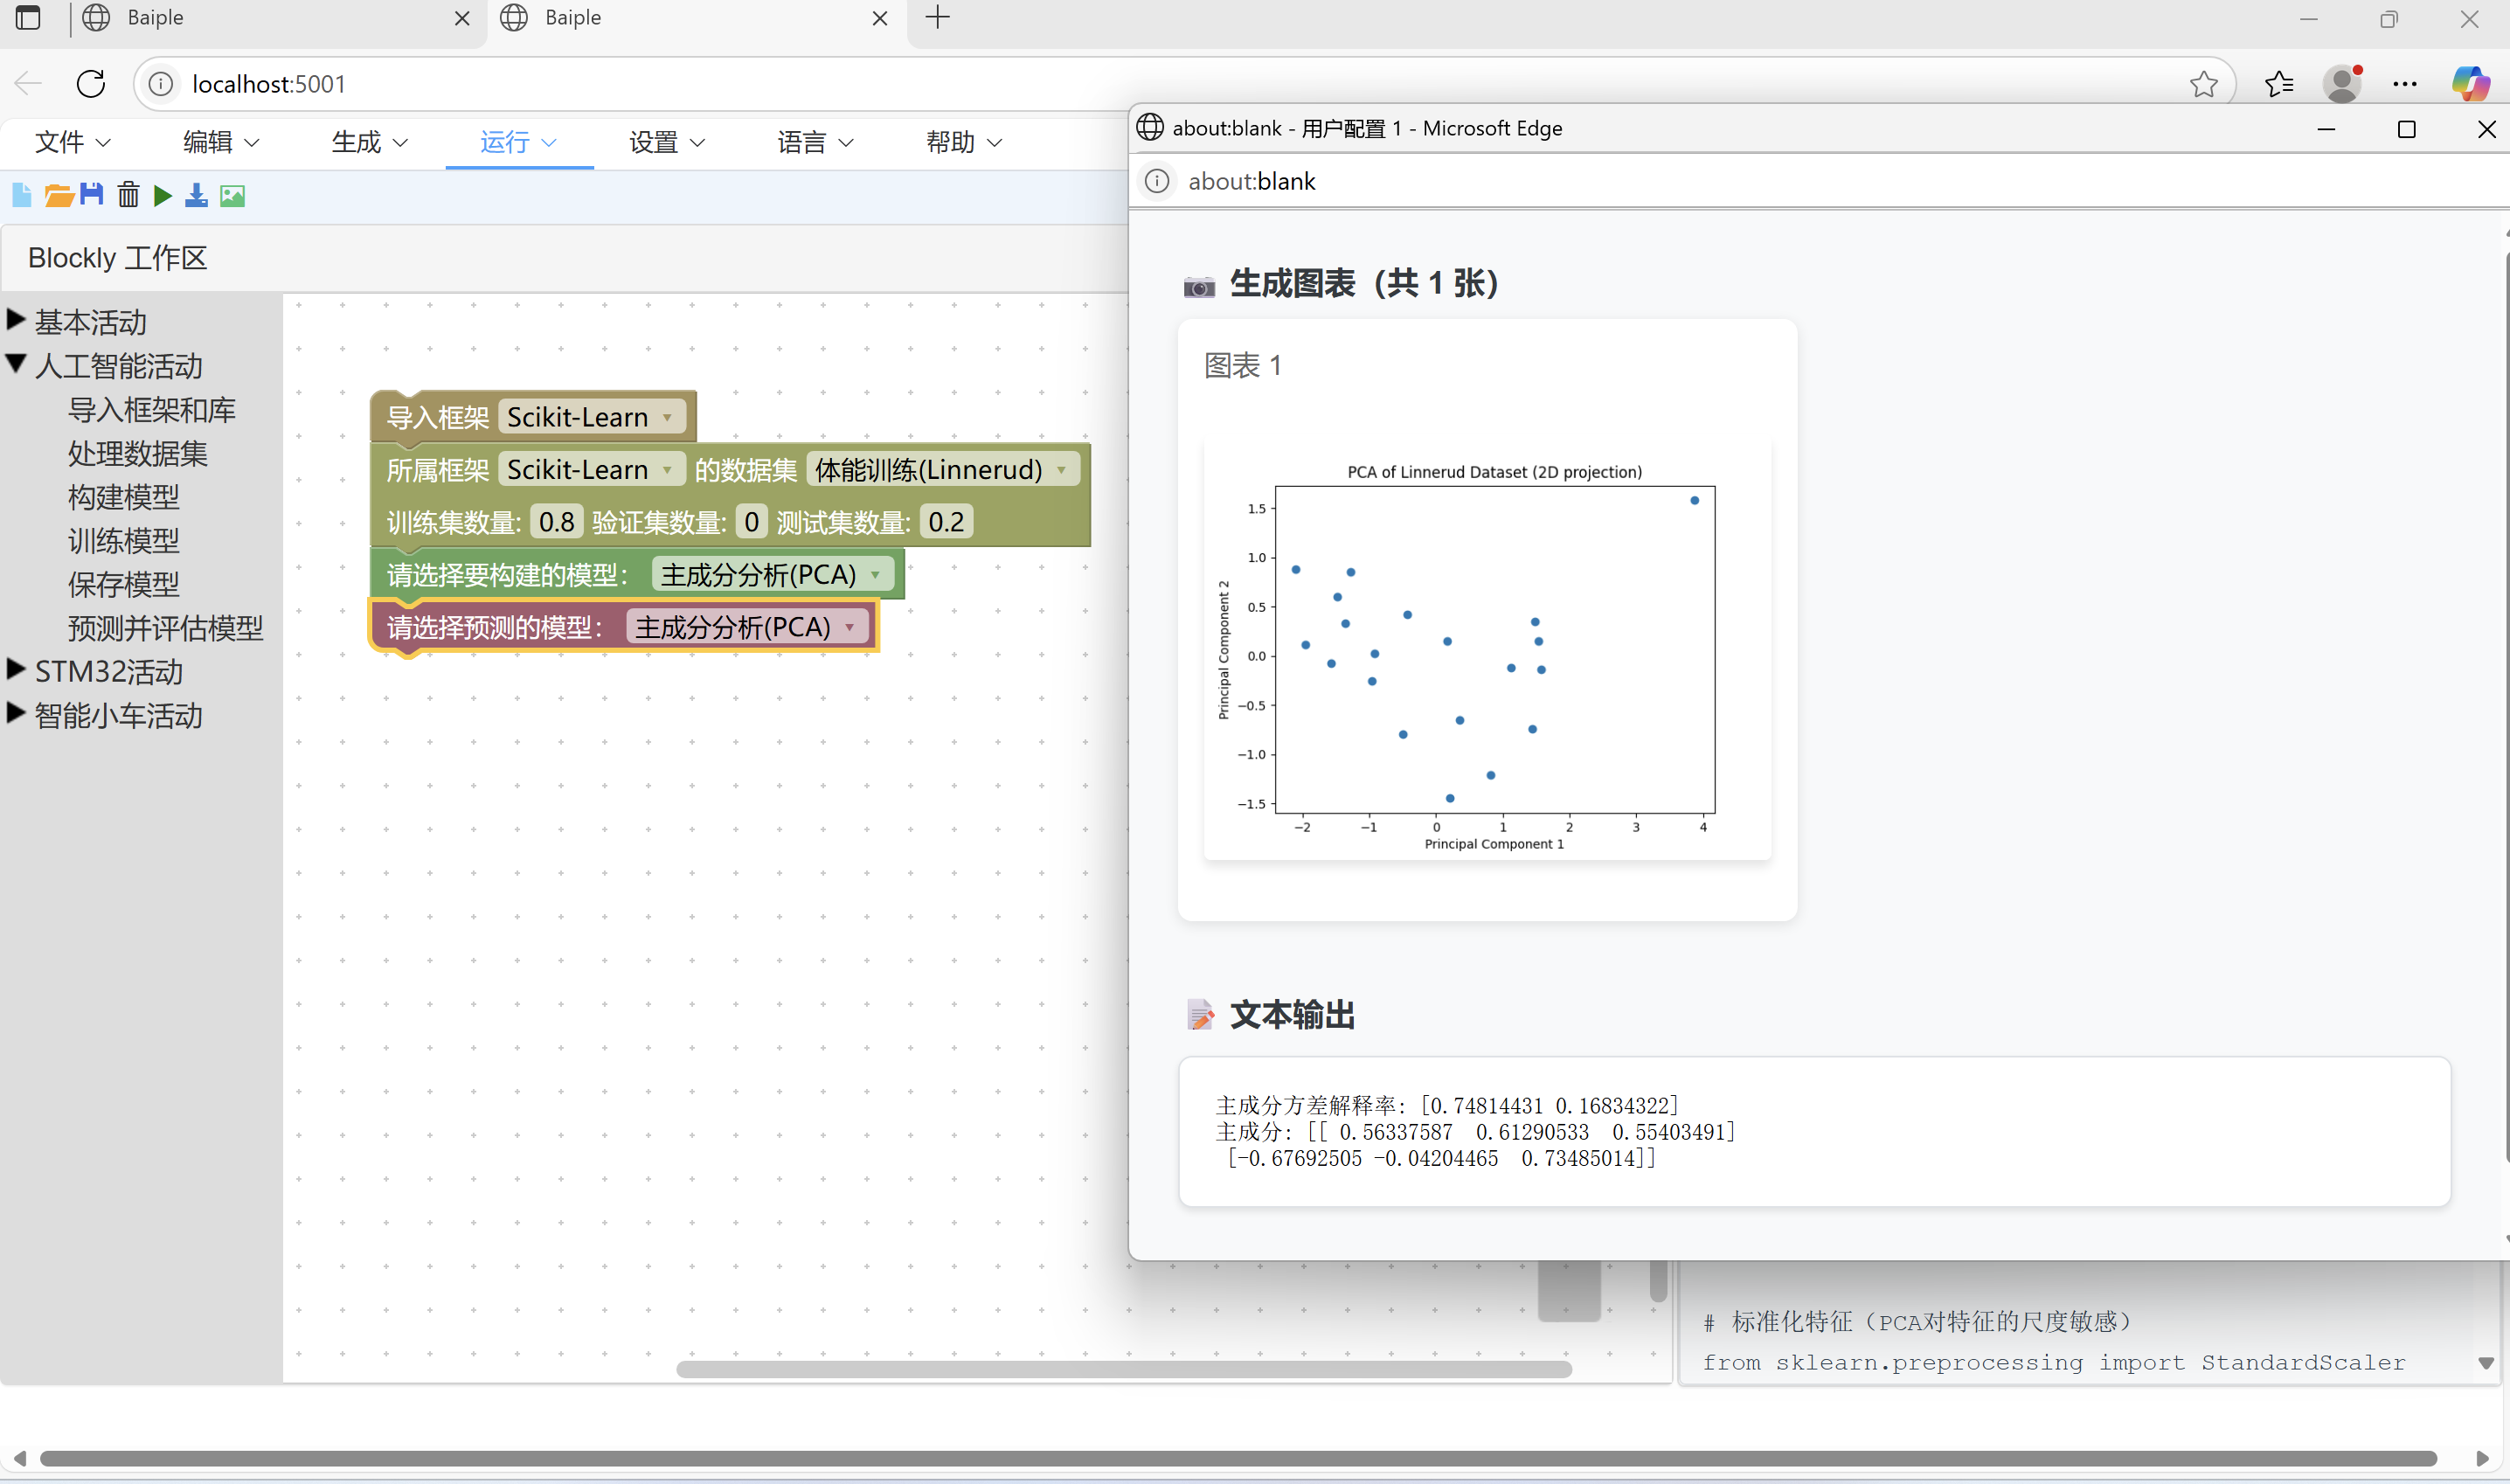 Baiple
Baiple
localhost:5001
文件
编辑
生成
运行
设置
语言
帮助
Blockly 工作区
基本活动
人工智能活动
导入框架和库
处理数据集
构建模型
训练模型
保存模型
预测并评估模型
STM32活动
智能小车活动
导入框架 Scikit-Learn
所属框架 Scikit-Learn 的数据集 体能训练(Linnerud)
训练集数量: 0.8 验证集数量: 0 测试集数量: 0.2
请选择要构建的模型： 主成分分析(PCA)
请选择预测的模型： 主成分分析(PCA)
about:blank - 用户配置 1 - Microsoft Edge
about:blank
生成图表（共 1 张）
图表 1
PCA of Linnerud Dataset (2D projection)
Principal Component 2
1.5
1.0
0.5
0.0
−0.5
−1.0
−1.5
−2 −1 0 1 2 3 4
Principal Component 1
文本输出
主成分方差解释率: [0.74814431 0.16834322]
主成分: [[ 0.56337587 0.61290533 0.55403491]
[-0.67692505 -0.04204465 0.73485014]]
# 标准化特征（PCA对特征的尺度敏感）
from sklearn.preprocessing import StandardScaler